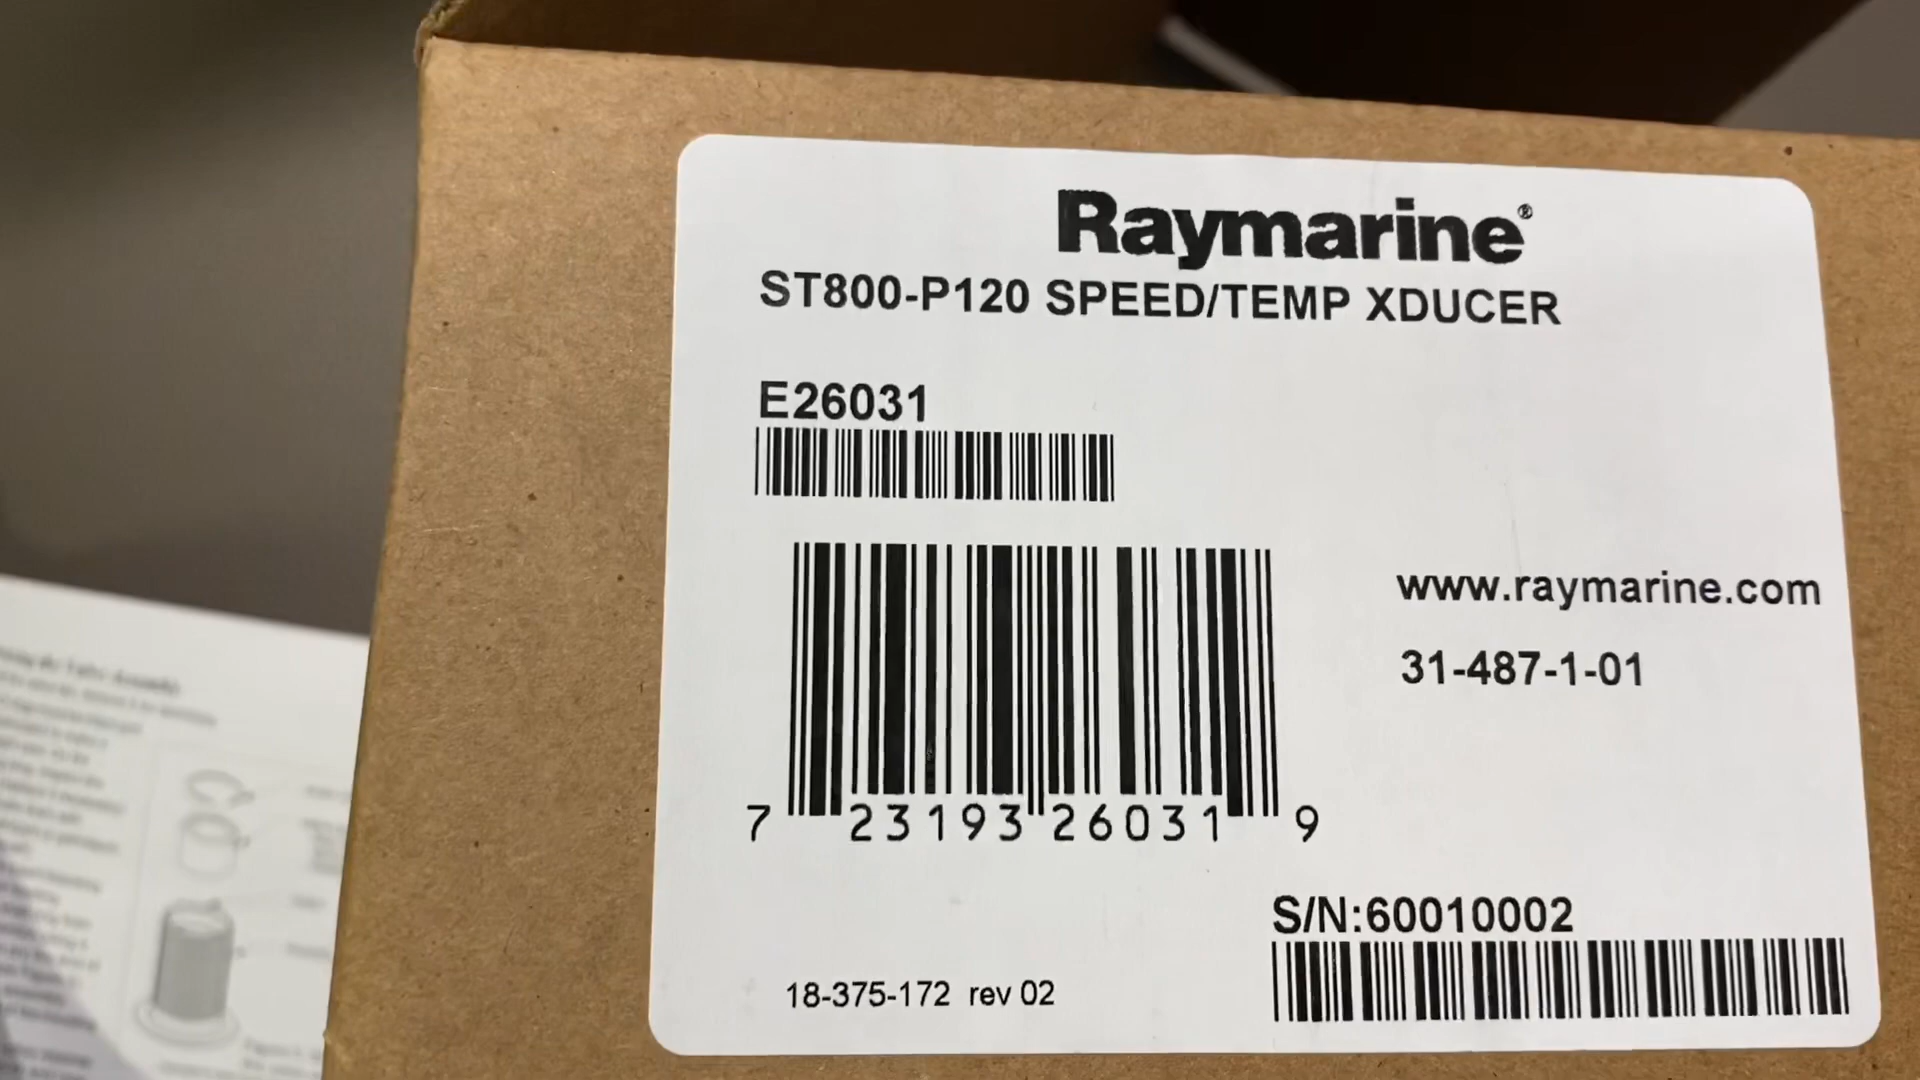 Raymarine®
ST800-P120 SPEED/TEMP XDUCER
E26031
www.raymarine.com
31-487-1-01
7 23193 26031 9
S/N:60010002
18-375-172 rev 02